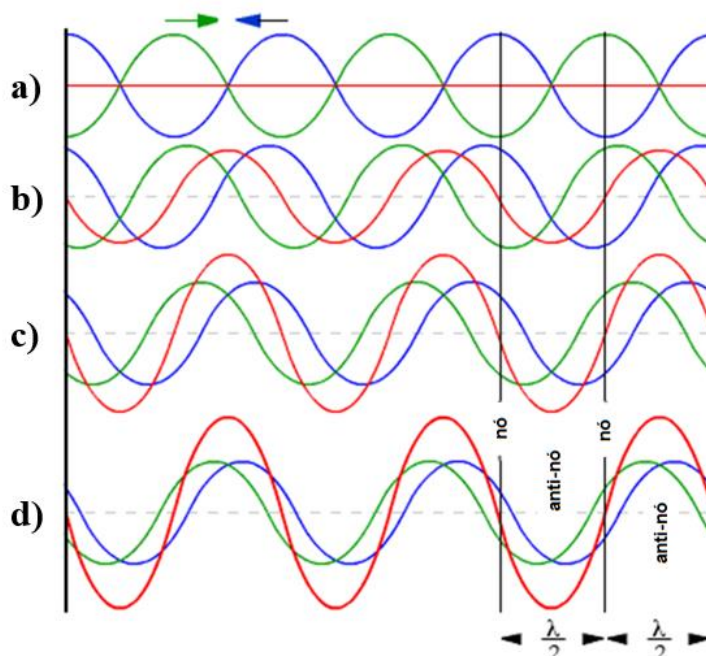 a)
b)
c)
d)
nó
anti-nó
nó
anti-nó
λ/2
λ/2